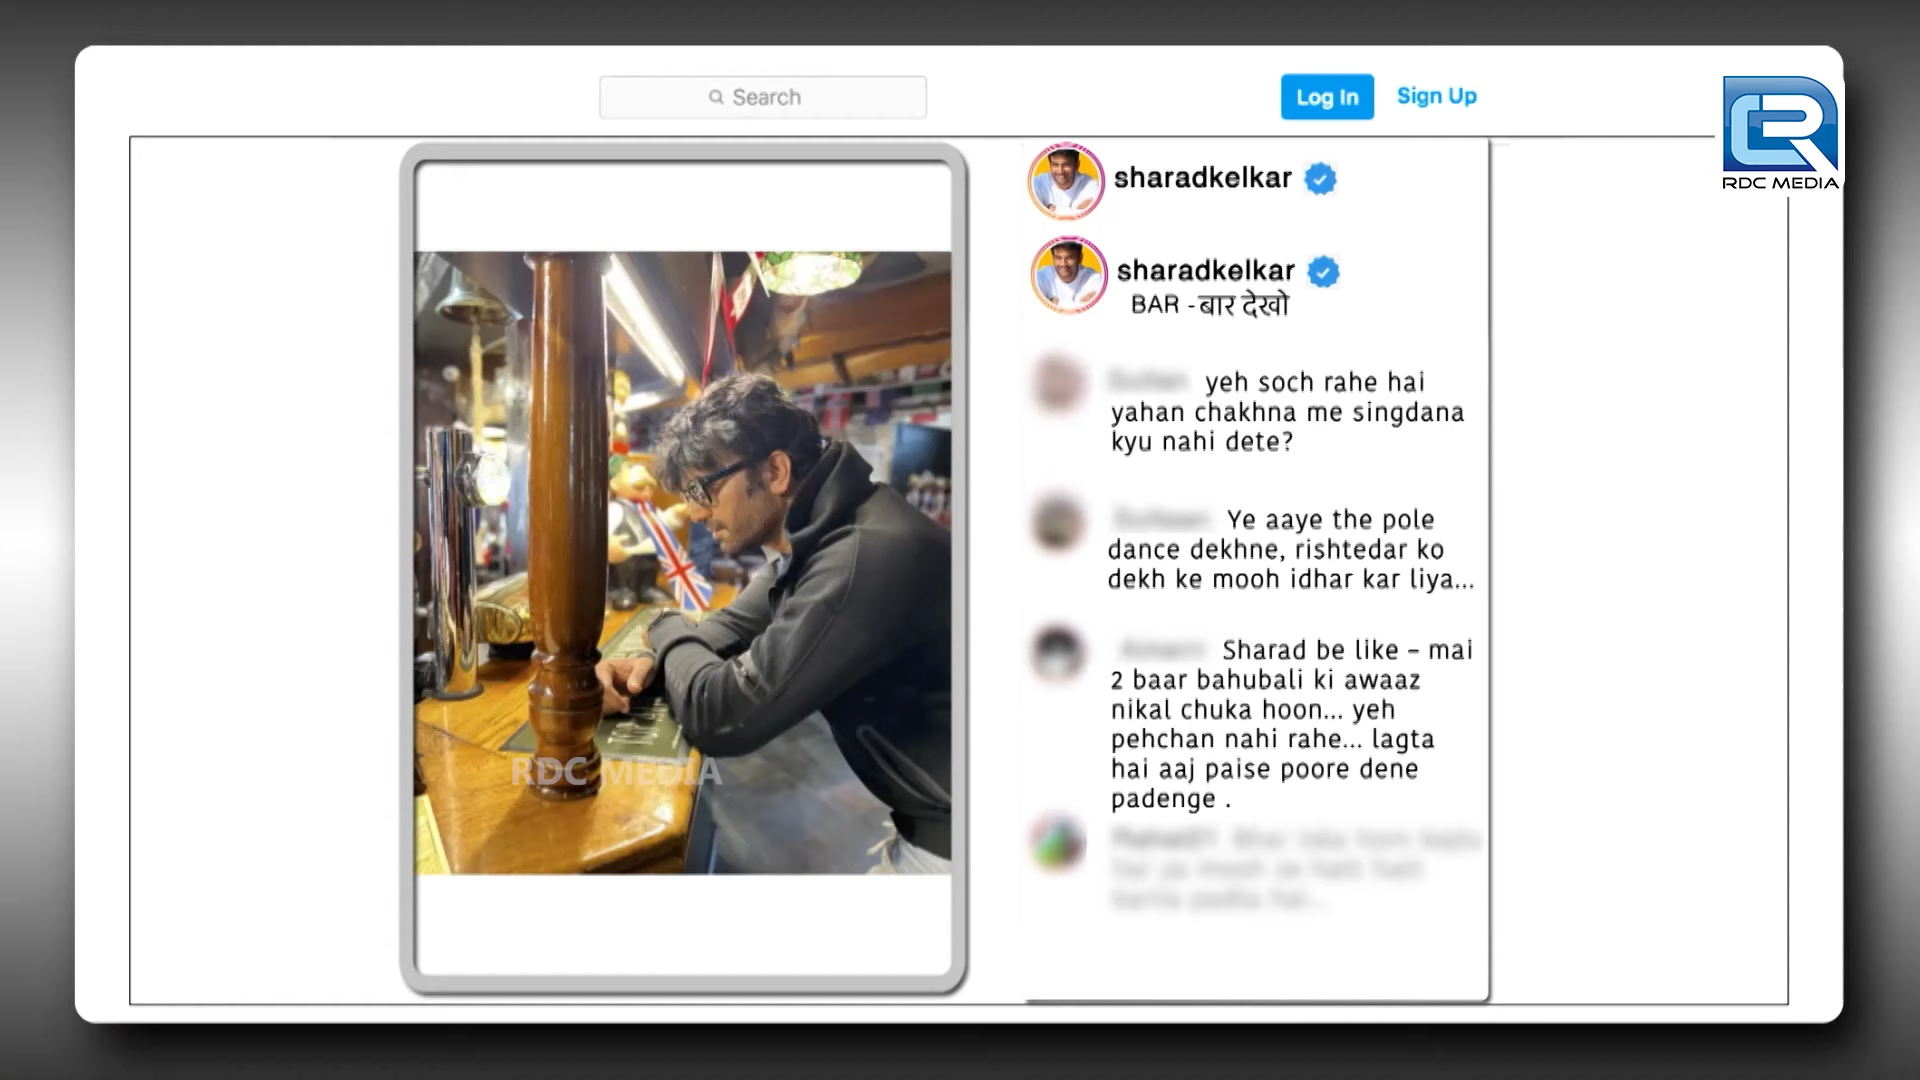 Search
Log In
Sign Up
RDC MEDIA
sharadkelkar
sharadkelkar
BAR - बार देखो
yeh soch rahe hai
yahan chakhna me singdana
kyu nahi dete?
Ye aaye the pole
dance dekhne, rishtedar ko
dekh ke mooh idhar kar liya...
Sharad be like – mai
2 baar bahubali ki awaaz
nikal chuka hoon... yeh
pehchan nahi rahe... lagta
hai aaj paise poore dene
padenge .
RDC MEDIA